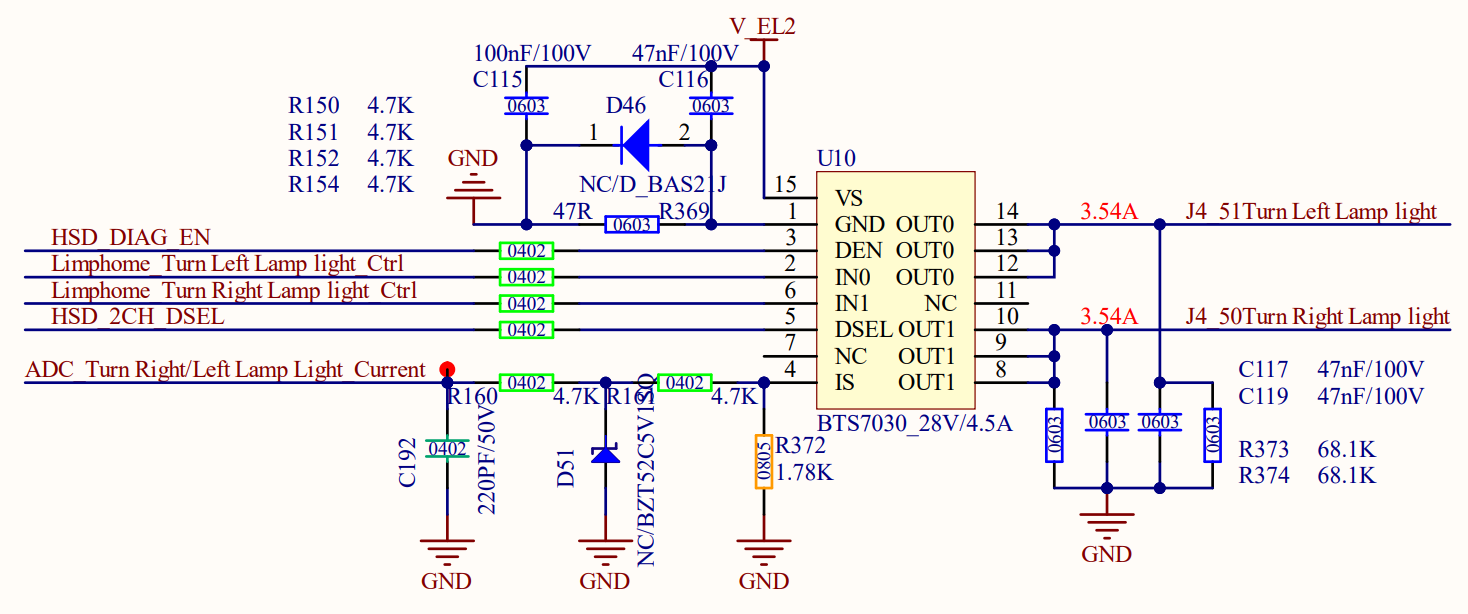 V_EL2
100nF/100V 47nF/100V
C115 C116
R150 4.7K 0603 D46 0603
R151 4.7K 1 2
R152 4.7K GND U10
R154 4.7K NC/D_BAS21J 15 VS
47R 0603 R369 1 GND OUT0 14 3.54A J4_51Turn Left Lamp light
HSD_DIAG_EN 0402 3 DEN OUT0 13
Limphome_Turn Left Lamp light_Ctrl 0402 2 IN0 OUT0 12
Limphome_Turn Right Lamp light_Ctrl 0402 6 IN1 NC 11
HSD_2CH_DSEL 0402 5 DSEL OUT1 10 3.54A J4_50Turn Right Lamp light
7 NC OUT1 9
ADC_Turn Right/Left Lamp Light_Current 0402 0402 4 IS OUT1 8
C117 47nF/100V
R160 4.7K 4.7K C119 47nF/100V
BTS7030_28V/4.5A
0603 0603 0603 0603
C192 0402 220PF/50V
D51
0805 R372
1.78K
R373 68.1K
R374 68.1K
GND GND GND GND